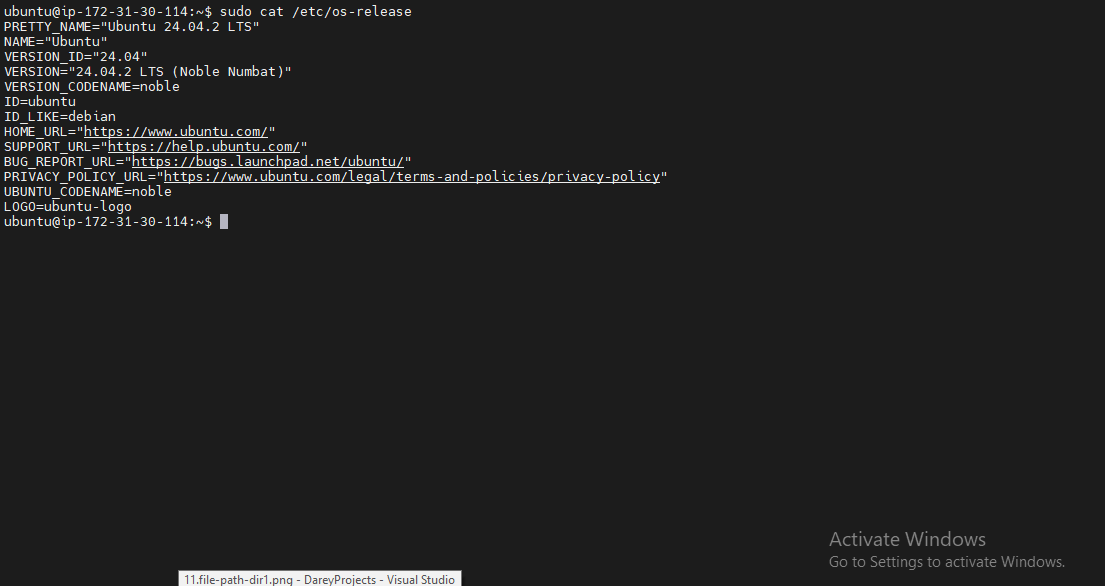 ubuntu@ip-172-31-30-114:~$ sudo cat /etc/os-release
PRETTY_NAME="Ubuntu 24.04.2 LTS"
NAME="Ubuntu"
VERSION_ID="24.04"
VERSION="24.04.2 LTS (Noble Numbat)"
VERSION_CODENAME=noble
ID=ubuntu
ID_LIKE=debian
HOME_URL="https://www.ubuntu.com/"
SUPPORT_URL="https://help.ubuntu.com/"
BUG_REPORT_URL="https://bugs.launchpad.net/ubuntu/"
PRIVACY_POLICY_URL="https://www.ubuntu.com/legal/terms-and-policies/privacy-policy"
UBUNTU_CODENAME=noble
LOGO=ubuntu-logo
ubuntu@ip-172-31-30-114:~$
Activate Windows
Go to Settings to activate Windows.
11.file-path-dir1.png - DareyProjects - Visual Studio